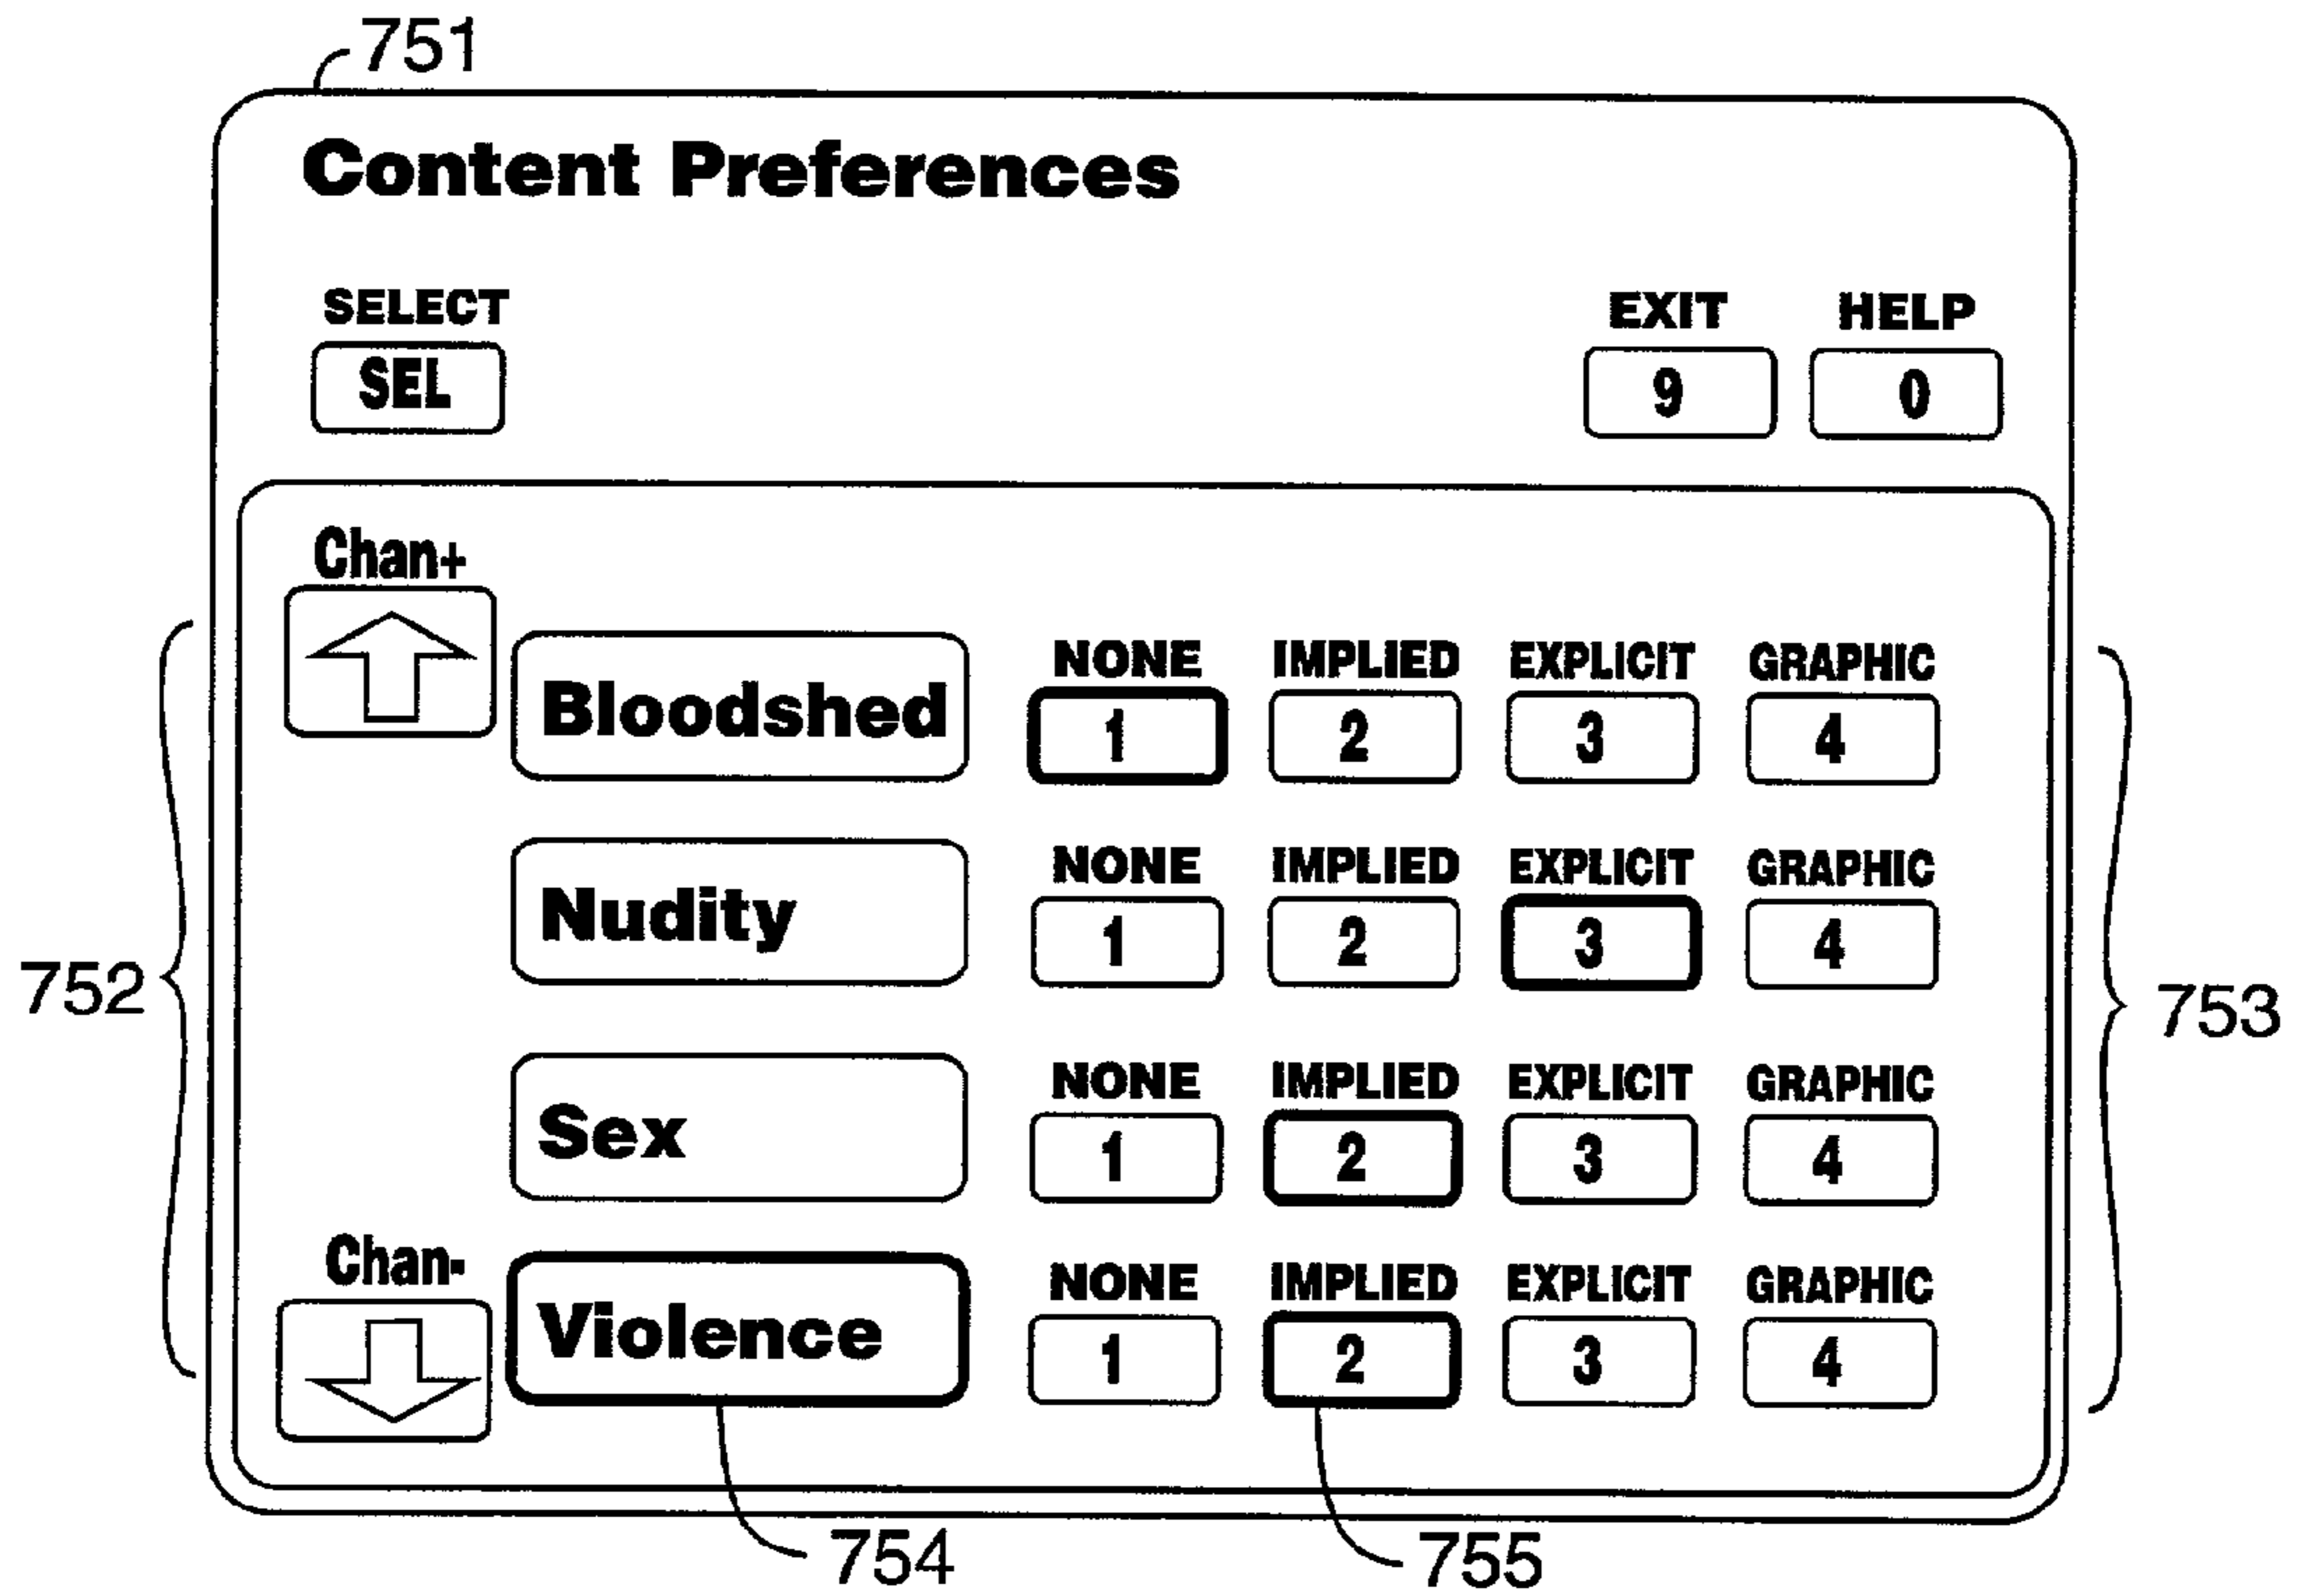 751
Content Preferences
SELECT EXIT HELP
SEL 9 0
Chan+
NONE IMPLIED EXPLICIT GRAPHIC
Bloodshed 1 2 3 4
NONE IMPLIED EXPLICIT GRAPHIC
Nudity 1 2 3 4
752 753
NONE IMPLIED EXPLICIT GRAPHIC
Sex 1 2 3 4
Chan-
NONE IMPLIED EXPLICIT GRAPHIC
Violence 1 2 3 4
754 755